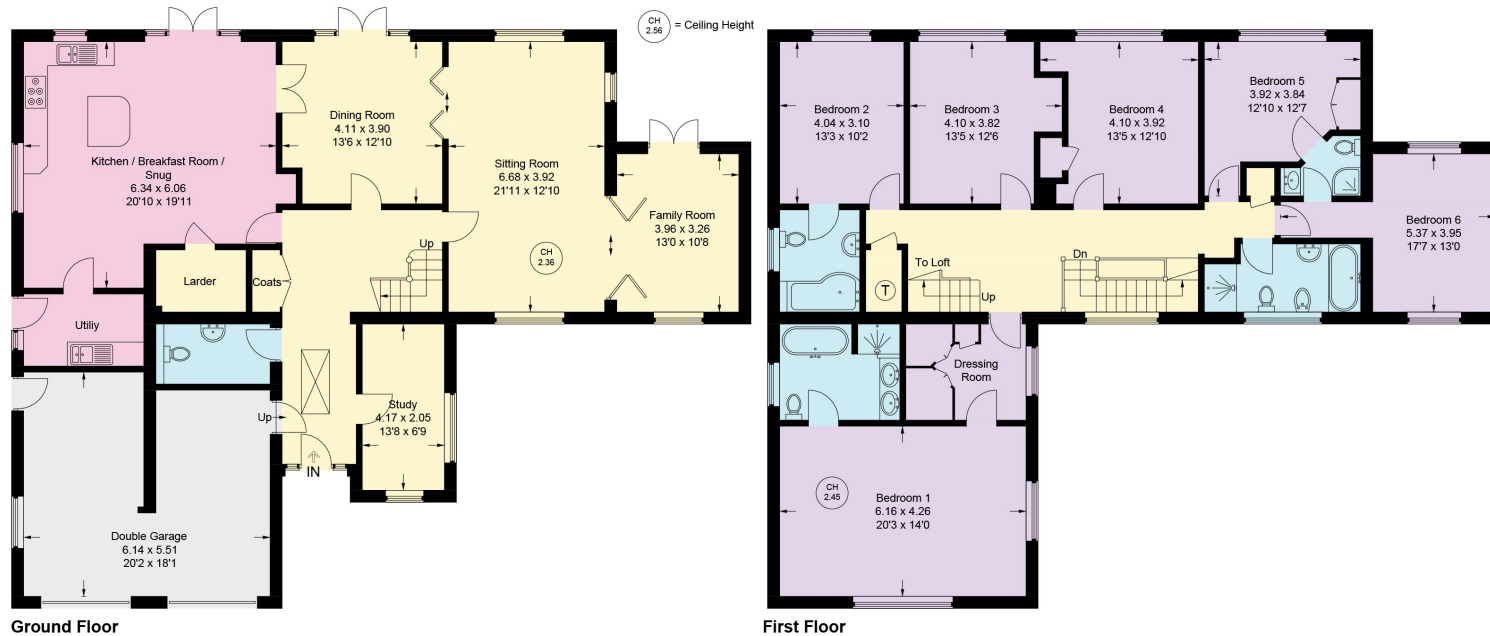 CH
2.56
= Ceiling Height
Kitchen / Breakfast Room /
Snug
6.34 x 6.06
20'10 x 19'11
Dining Room
4.11 x 3.90
13'6 x 12'10
Sitting Room
6.68 x 3.92
21'11 x 12'10
Family Room
3.96 x 3.26
13'0 x 10'8
CH
2.36
Up
Larder
Coats
Utiliy
Up
Study
4.17 x 2.05
13'8 x 6'9
IN
Double Garage
6.14 x 5.51
20'2 x 18'1
Ground Floor
Bedroom 2
4.04 x 3.10
13'3 x 10'2
Bedroom 3
4.10 x 3.82
13'5 x 12'6
Bedroom 4
4.10 x 3.92
13'5 x 12'10
Bedroom 5
3.92 x 3.84
12'10 x 12'7
Bedroom 6
5.37 x 3.95
17'7 x 13'0
To Loft
Dn
T
Up
Dressing
Room
CH
2.45
Bedroom 1
6.16 x 4.26
20'3 x 14'0
First Floor